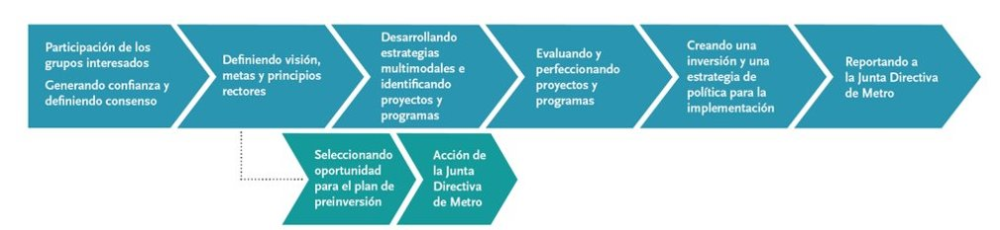 Participación de los
grupos interesados
Generando confianza y
definiendo consenso
Definiendo visión,
metas y principios
rectores
Desarrollando
estrategias
multimodales e
identificando
proyectos y
programas
Evaluando y
perfeccionando
proyectos y
programas
Creando una
inversión y una
estrategia de
política para la
implementación
Reportando a
la Junta Directiva
de Metro
Seleccionando
oportunidad
para el plan de
preinversión
Acción de
la Junta
Directiva
de Metro